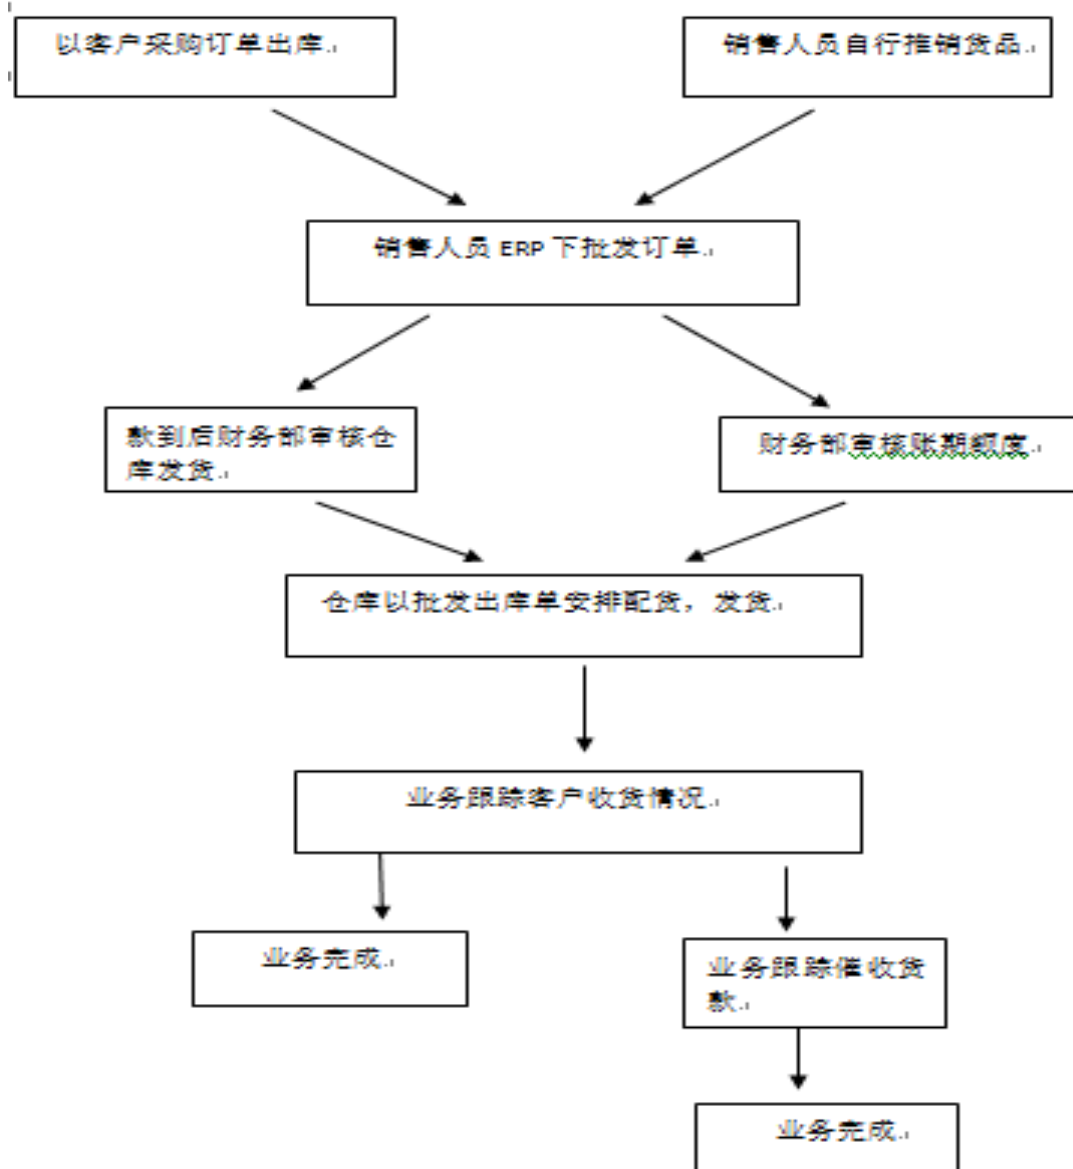 以客户采购订单出库
销售人员自行推销货品
销售人员 ERP 下批发订单
款到后财务部审核仓
库发货
财务部审核账期额度
仓库以批发出库单安排配货，发货
业务跟踪客户收货情况
业务完成
业务跟踪催收货
款
业务完成